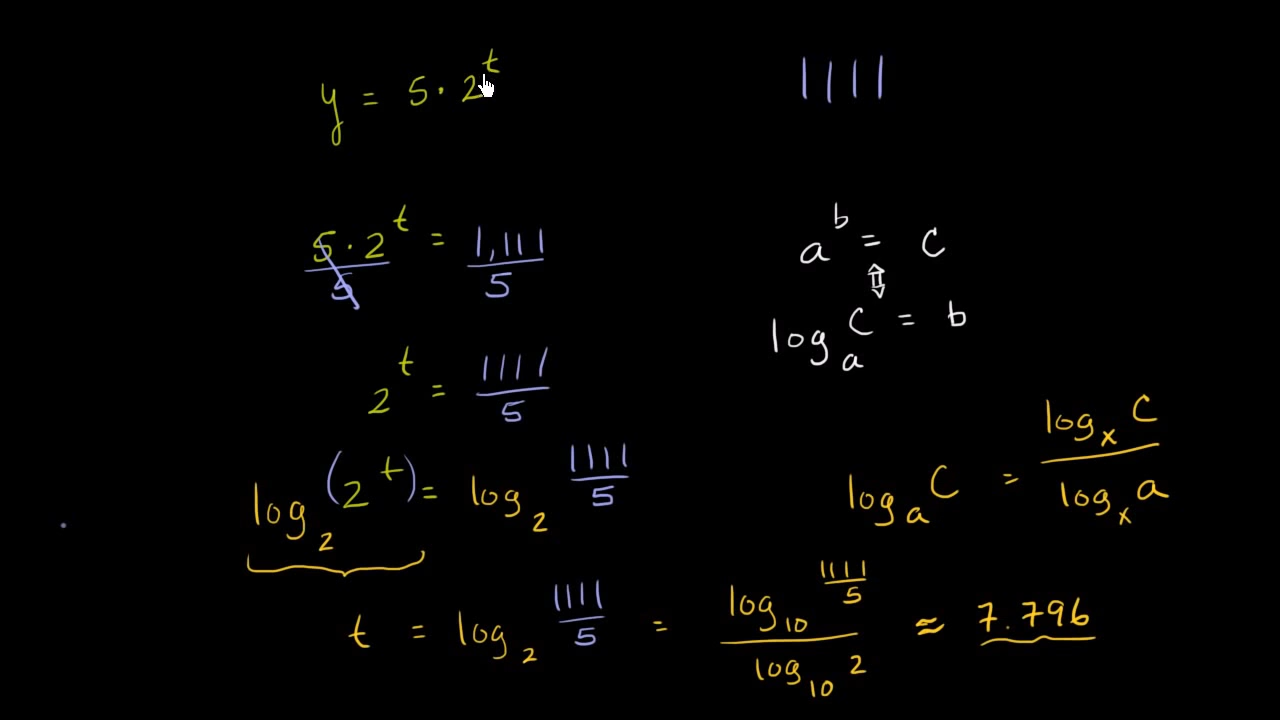 y = 5 · 2^t
1111
(5 · 2^t)/5 = 1,111/5
a^b = c
⇕
log_a c = b
2^t = 1111/5
log_2 (2^t) = log_2 1111/5
log_a c = (log_x c)/(log_x a)
t = log_2 1111/5 = (log_10 1111/5)/(log_10 2) ≈ 7.796